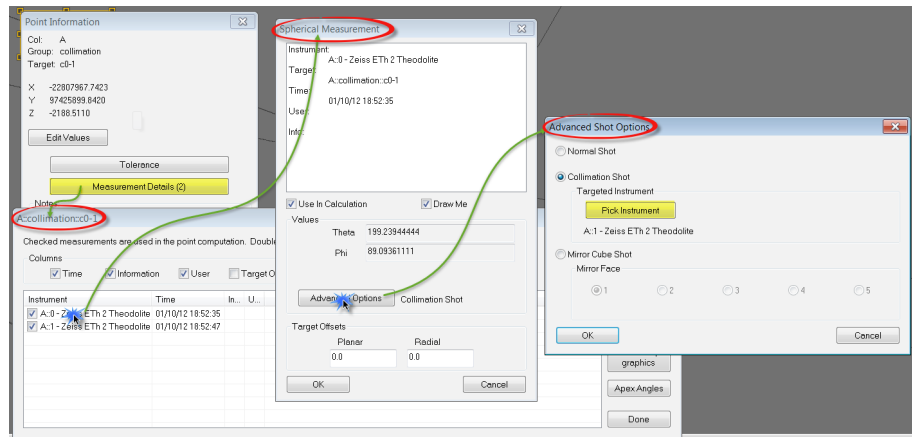 Point Information
Col: A
Group: collimation
Target: c0-1
X -22807967.7423
Y 97425899.8420
Z -2188.5110
Edit Values
Tolerance
Measurement Details (2)
Notes
A::collimation::c0-1
Checked measurements are used in the point computation. Double
Columns
Time Information User Target O
Instrument Time In... U...
A::0 - Zeiss ETh 2 Theodolite 01/10/12 18:52:35
A::1 - Zeiss ETh 2 Theodolite 01/10/12 18:52:47
graphics
Apex Angles
Done
Spherical Measurement
Instrument:
A::0 - Zeiss ETh 2 Theodolite
Target:
A::collimation::c0-1
Time:
01/10/12 18:52:35
User:
Info:
Use In Calculation Draw Me
Values
Theta 199.23944444
Phi 89.09361111
Advanced Options Collimation Shot
Target Offsets
Planar Radial
0.0 0.0
OK Cancel
Advanced Shot Options
Normal Shot
Collimation Shot
Targeted Instrument
Pick Instrument
A::1 - Zeiss ETh 2 Theodolite
Mirror Cube Shot
Mirror Face
1 2 3 4 5
OK Cancel